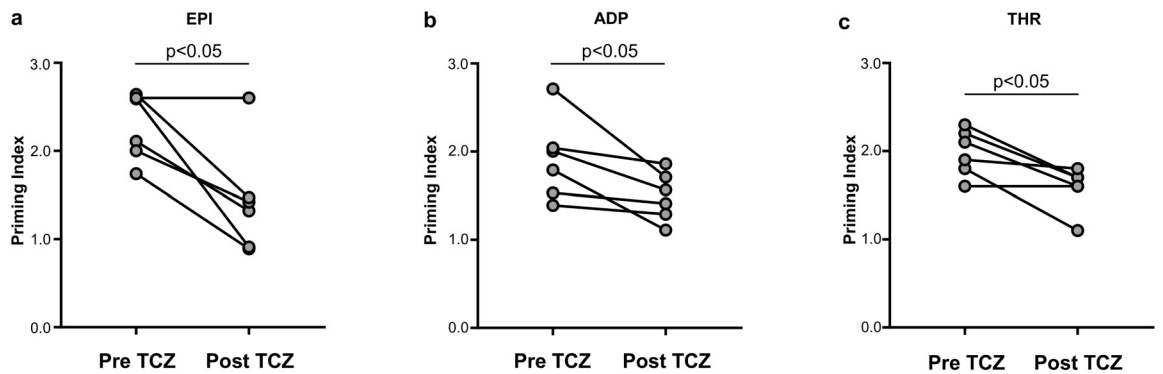 a
EPI
p<0.05
3.0
2.0
1.0
0.0
Priming Index
Pre TCZ
Post TCZ
b
ADP
p<0.05
3.0
2.0
1.0
0.0
Priming Index
Pre TCZ
Post TCZ
c
THR
p<0.05
3.0
2.0
1.0
0.0
Priming Index
Pre TCZ
Post TCZ